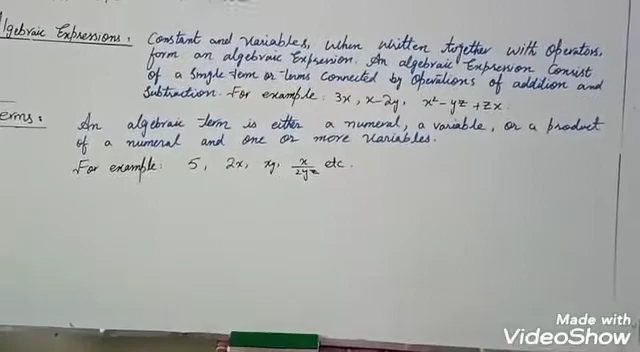 Algebraic Expressions: Constant and Variables, When Written together with Operators,
form an algebraic Expression. An algebraic Expression Consist
of a Single term or terms Connected by Operations of addition and
Subtraction. For example: 3x, x-2y, x²-yz+zx.
erms: An algebraic term is either a numeral, a variable, or a product
of a numeral and one or more variables.
For example: 5, 2x, xy, x/2yz etc.
Made with
VideoShow